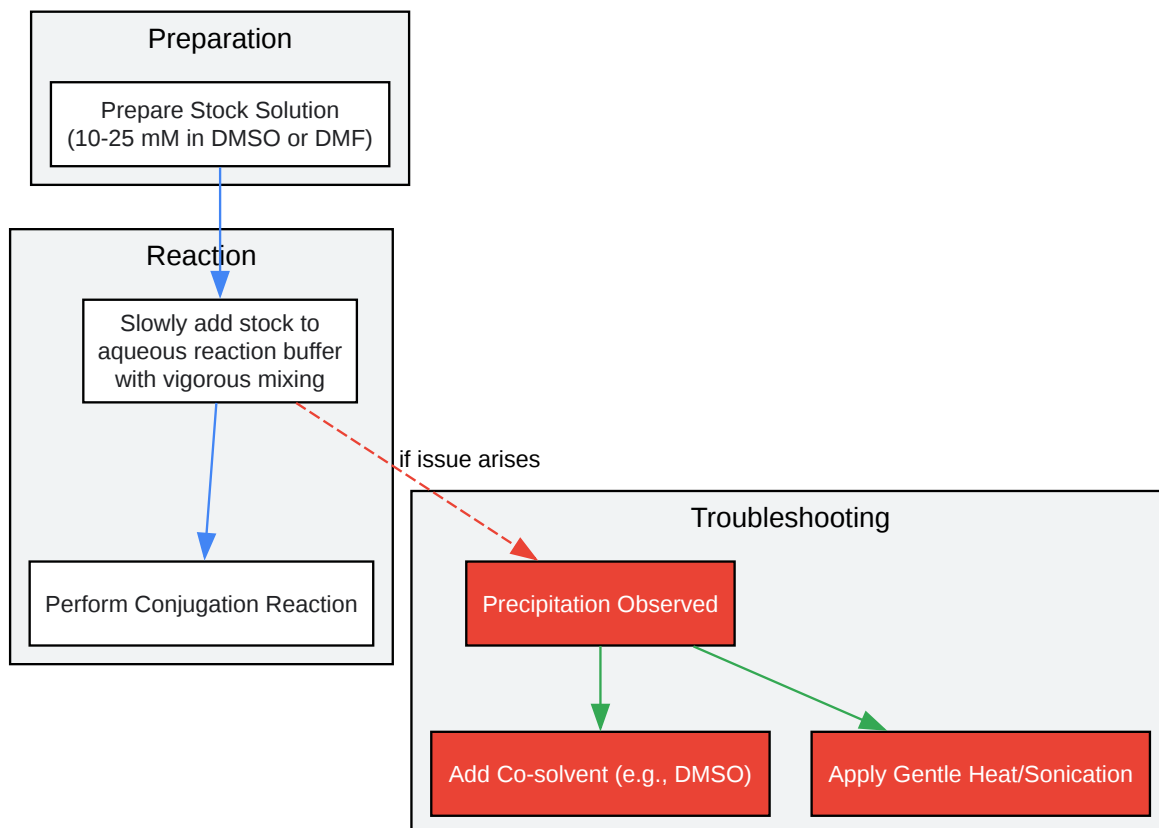 Preparation
Prepare Stock Solution
(10-25 mM in DMSO or DMF)
Reaction
Slowly add stock to
aqueous reaction buffer
with vigorous mixing
if issue arises
Troubleshooting
Perform Conjugation Reaction
Precipitation Observed
Add Co-solvent (e.g., DMSO)
Apply Gentle Heat/Sonication